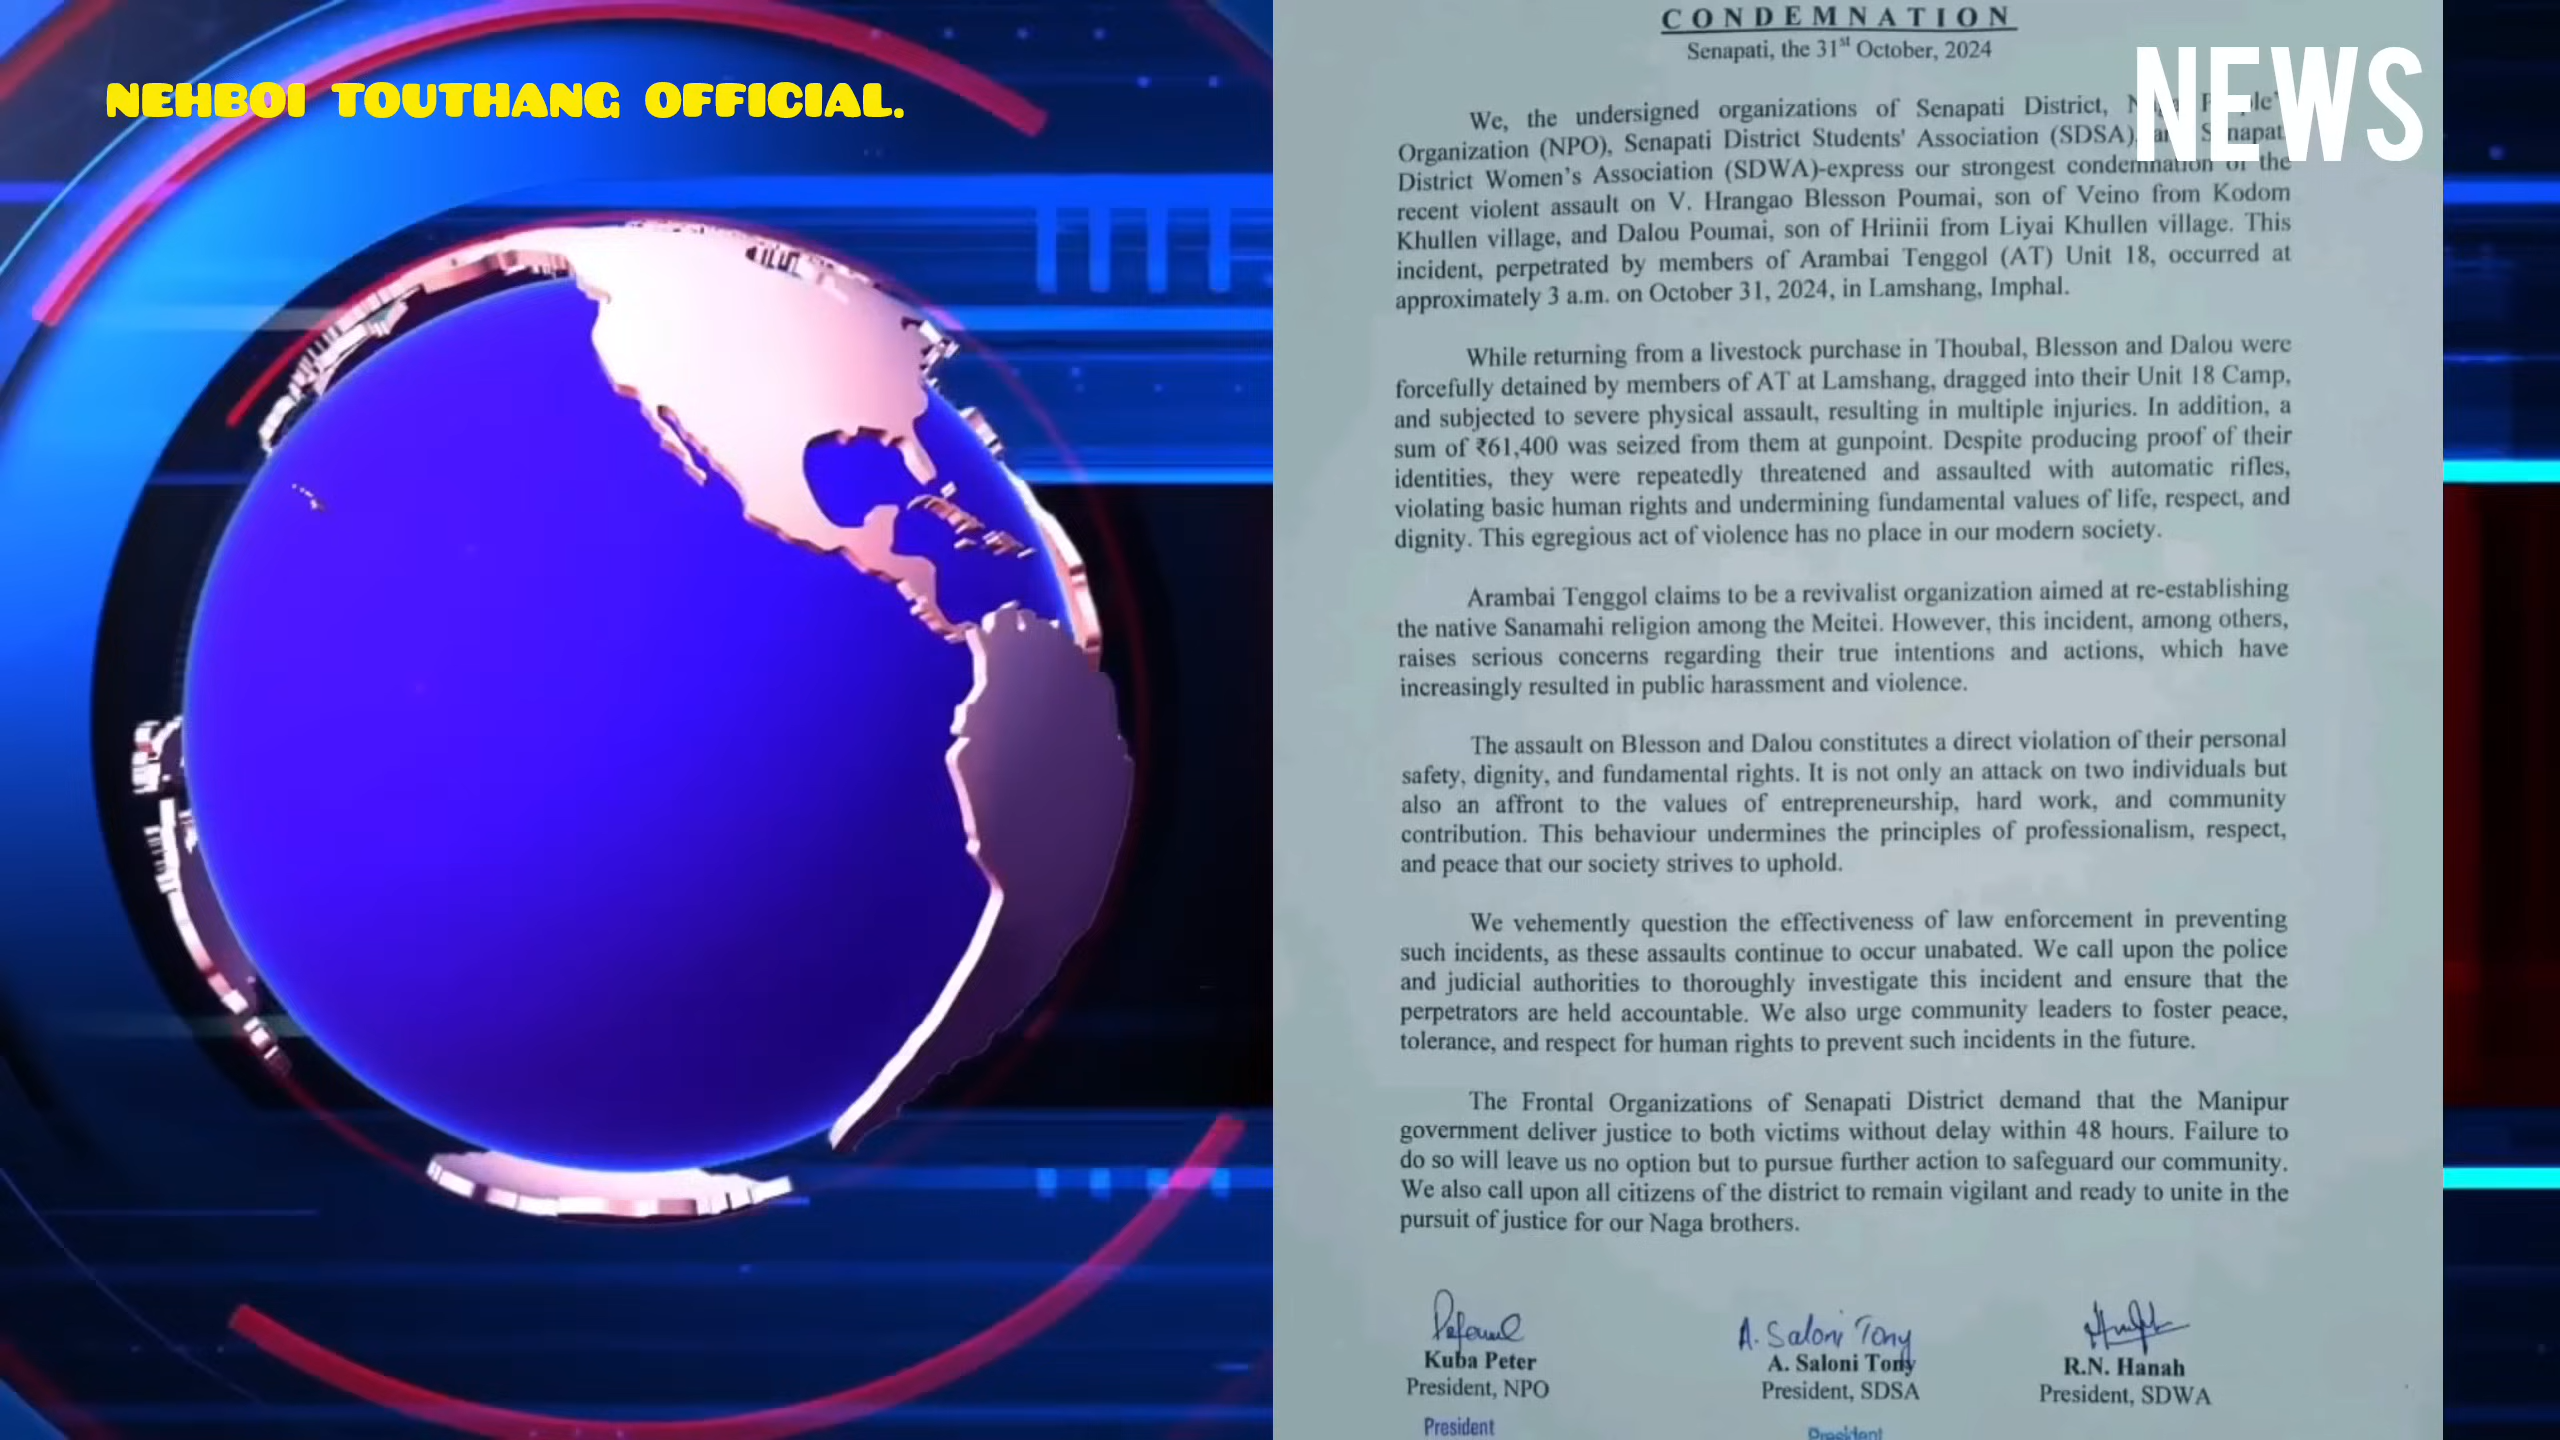 NEHBOI TOUTHANG OFFICIAL.
NEWS
CONDEMNATION
Senapati, the 31st October, 2024
We, the undersigned organizations of Senapati District,
Organization (NPO), Senapati District Students' Association (SDSA),
District Women's Association (SDWA)-express our strongest condemnation of the
recent violent assault on V. Hrangao Blesson Poumai, son of Veino from Kodom
Khullen village, and Dalou Poumai, son of Hriinii from Liyai Khullen village. This
incident, perpetrated by members of Arambai Tenggol (AT) Unit 18, occurred at
approximately 3 a.m. on October 31, 2024, in Lamshang, Imphal.
While returning from a livestock purchase in Thoubal, Blesson and Dalou were
forcefully detained by members of AT at Lamshang, dragged into their Unit 18 Camp,
and subjected to severe physical assault, resulting in multiple injuries. In addition, a
sum of ₹61,400 was seized from them at gunpoint. Despite producing proof of their
identities, they were repeatedly threatened and assaulted with automatic rifles,
violating basic human rights and undermining fundamental values of life, respect, and
dignity. This egregious act of violence has no place in our modern society.
Arambai Tenggol claims to be a revivalist organization aimed at re-establishing
the native Sanamahi religion among the Meitei. However, this incident, among others,
raises serious concerns regarding their true intentions and actions, which have
increasingly resulted in public harassment and violence.
The assault on Blesson and Dalou constitutes a direct violation of their personal
safety, dignity, and fundamental rights. It is not only an attack on two individuals but
also an affront to the values of entrepreneurship, hard work, and community
contribution. This behaviour undermines the principles of professionalism, respect,
and peace that our society strives to uphold.
We vehemently question the effectiveness of law enforcement in preventing
such incidents, as these assaults continue to occur unabated. We call upon the police
and judicial authorities to thoroughly investigate this incident and ensure that the
perpetrators are held accountable. We also urge community leaders to foster peace,
tolerance, and respect for human rights to prevent such incidents in the future.
The Frontal Organizations of Senapati District demand that the Manipur
government deliver justice to both victims without delay within 48 hours. Failure to
do so will leave us no option but to pursue further action to safeguard our community.
We also call upon all citizens of the district to remain vigilant and ready to unite in the
pursuit of justice for our Naga brothers.
A. Saloni Tony
Kuba Peter
A. Saloni Tony
R.N. Hanah
President, NPO
President, SDSA
President, SDWA
President
President